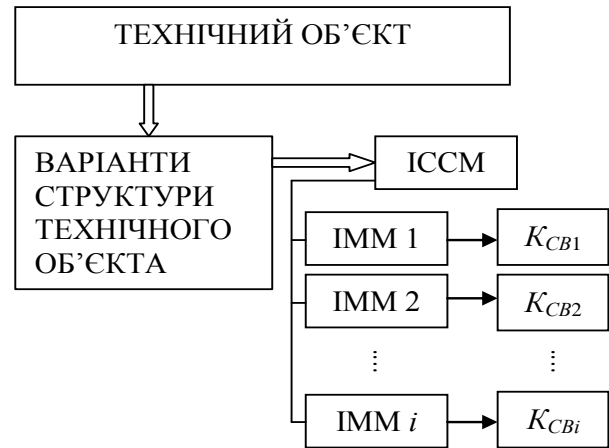 ТЕХНІЧНИЙ ОБ’ЄКТ
ВАРІАНТИ
СТРУКТУРИ
ТЕХНІЧНОГО
ОБ’ЄКТА
ІССМ
ІММ 1
K_СВ1
ІММ 2
K_СВ2
ІММ i
K_СВi